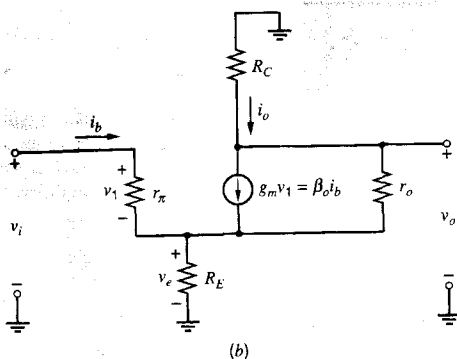 R_C
i_o
i_b
+
+
+
v_1
r_π
g_m v_1 = β_o i_b
r_o
−
v_i
v_o
+
v_e
R_E
−
−
−
(b)